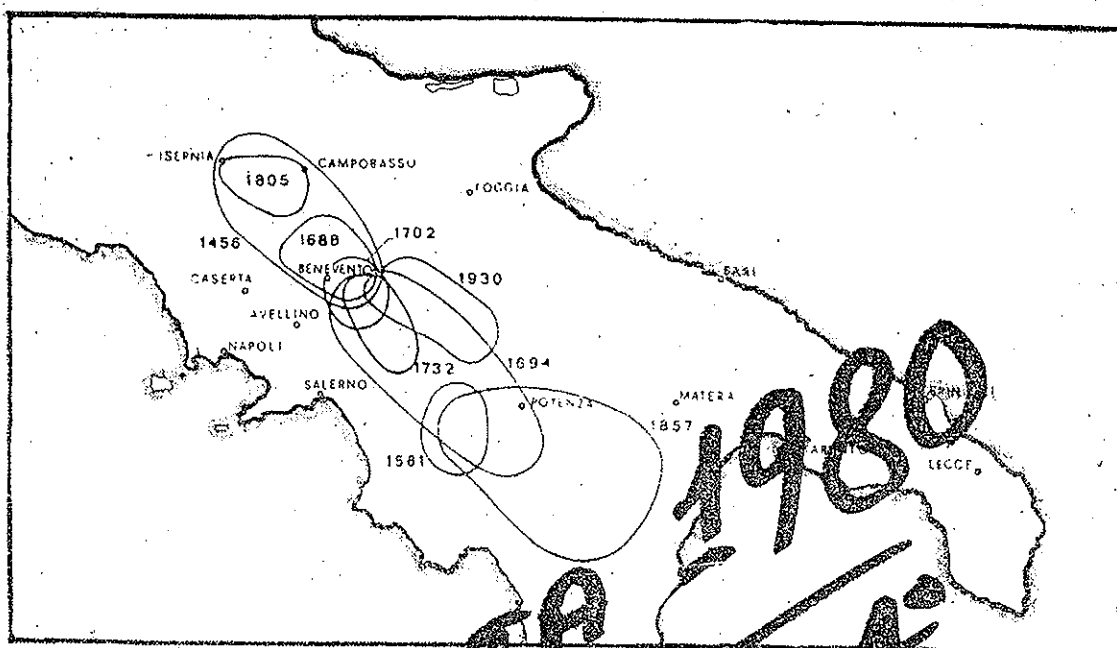 ISERNIA
CAMPOBASSU
1805
FOGGIA
1456
1688
1702
BENEVENTO
1930
CASERTA
BARI
AVELLINO
NAPOLI
1732
1694
SALERNO
POTENZA
MATERA
1857
1980
1561
LECCE